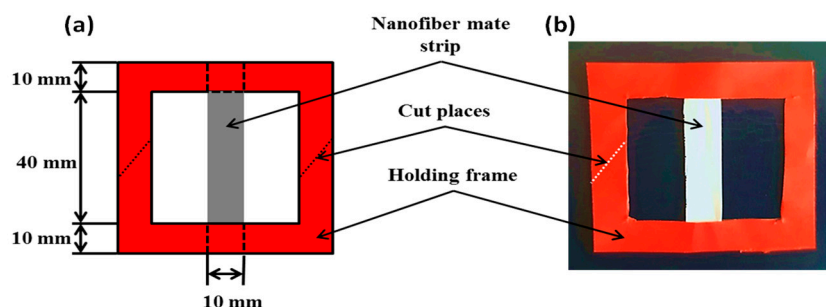 (a)
Nanofiber mate
strip
(b)
10 mm
Cut places
40 mm
Holding frame
10 mm
10 mm